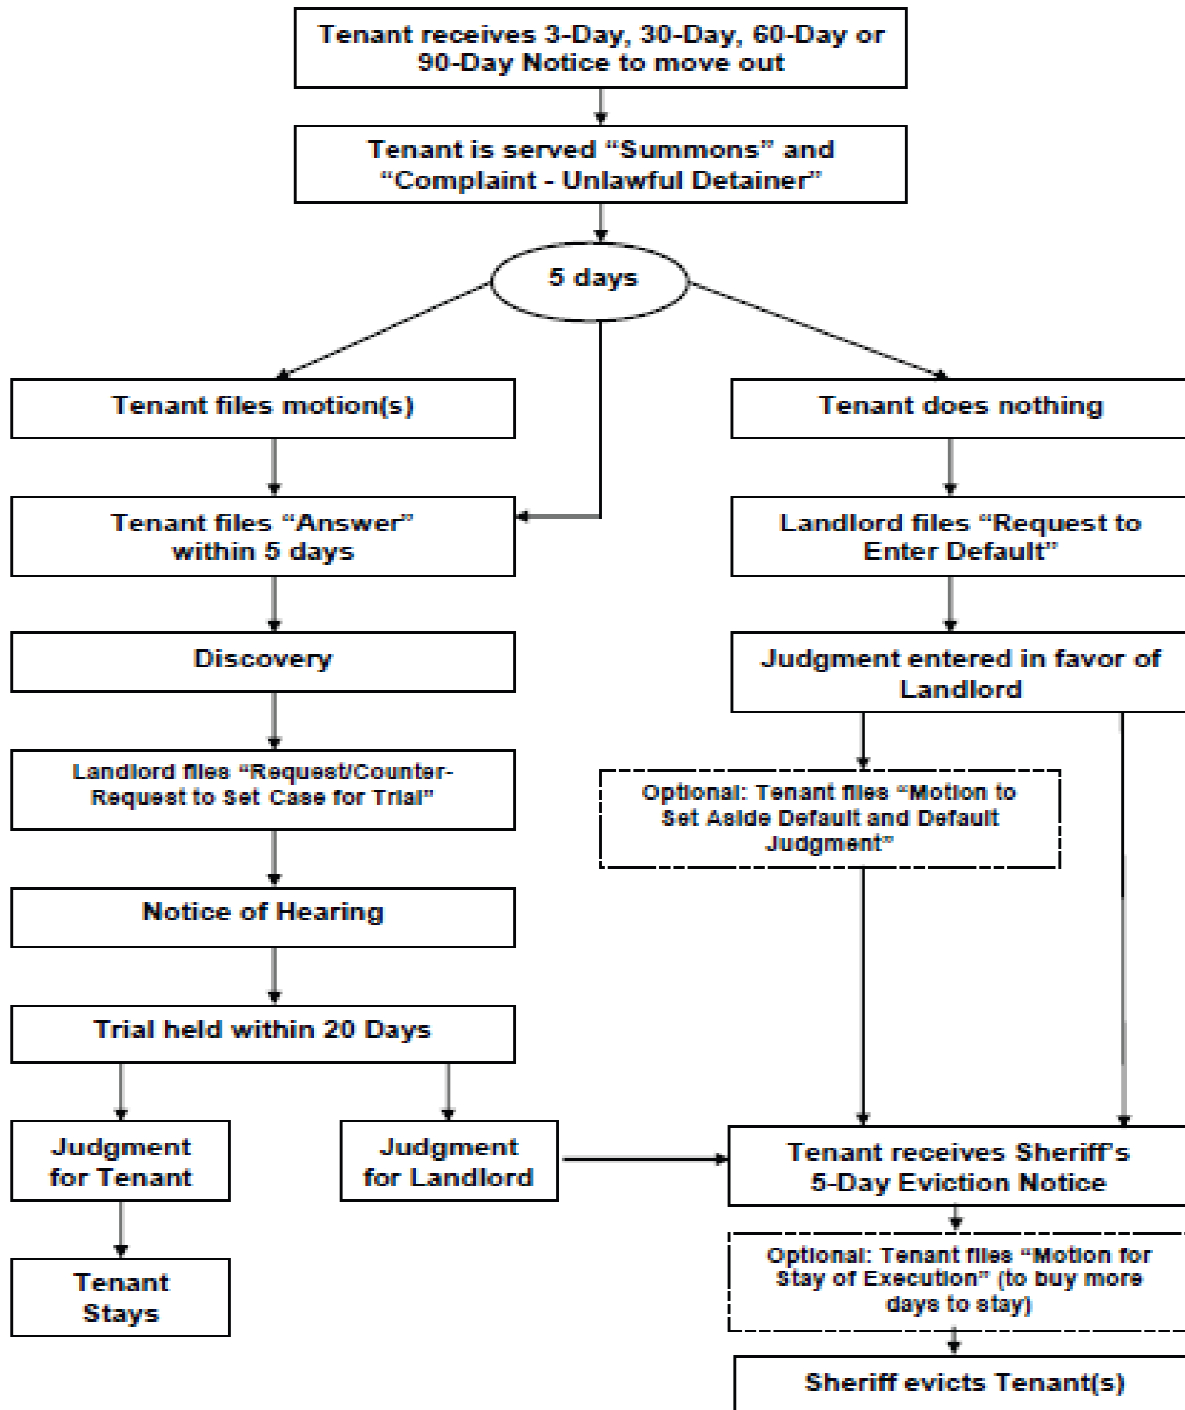 Tenant receives 3-Day, 30-Day, 60-Day or
90-Day Notice to move out
Tenant is served “Summons” and
“Complaint - Unlawful Detainer”
5 days
Tenant files motion(s)
Tenant does nothing
Tenant files “Answer”
within 5 days
Landlord files “Request to
Enter Default”
Discovery
Judgment entered in favor of
Landlord
Landlord files “Request/Counter-
Request to Set Case for Trial”
Optional: Tenant files “Motion to
Set Aside Default and Default
Judgment”
Notice of Hearing
Trial held within 20 Days
Judgment
for Tenant
Judgment
for Landlord
Tenant receives Sheriff’s
5-Day Eviction Notice
Tenant
Stays
Optional: Tenant files “Motion for
Stay of Execution” (to buy more
days to stay)
Sheriff evicts Tenant(s)